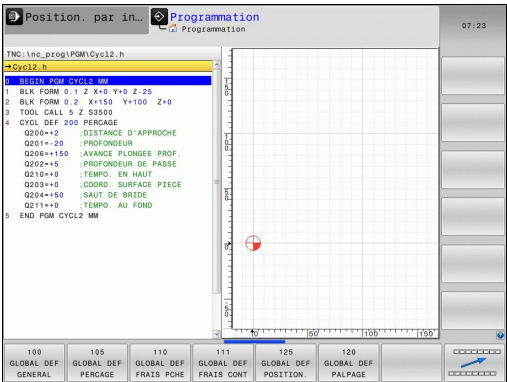 Position. par in...
Programmation
Programmation
07:23
TNC:\nc_prog\PGM\Cycl2.h
→Cycl2.h
0 BEGIN PGM CYCL2 MM
1 BLK FORM 0.1 Z X+0 Y+0 Z-25
2 BLK FORM 0.2 X+150 Y+100 Z+0
3 TOOL CALL 5 Z S3500
4 CYCL DEF 200 PERCAGE
Q200=+2 ;DISTANCE D'APPROCHE
Q201=-20 ;PROFONDEUR
Q206=+150 ;AVANCE PLONGEE PROF.
Q202=+5 ;PROFONDEUR DE PASSE
Q210=+0 ;TEMPO. EN HAUT
Q203=+0 ;COORD. SURFACE PIECE
Q204=+50 ;SAUT DE BRIDE
Q211=+0 ;TEMPO. AU FOND
5 END PGM CYCL2 MM
150
100
50
0
-50
0 50 100 150
100 GLOBAL DEF GENERAL
105 GLOBAL DEF PERCAGE
110 GLOBAL DEF FRAIS PCHE
111 GLOBAL DEF FRAIS CONT
125 GLOBAL DEF POSITION.
120 GLOBAL DEF PALPAGE